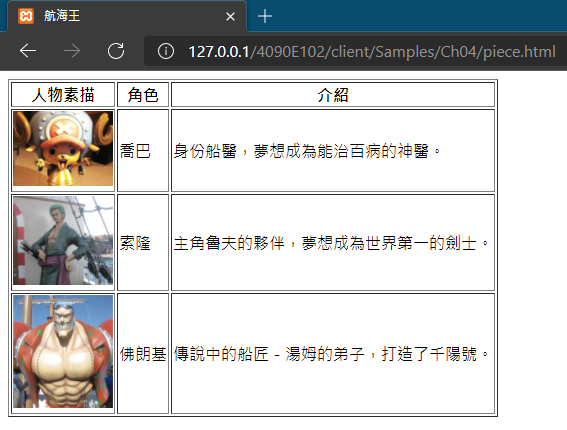 航海王
127.0.0.1/4090E102/client/Samples/Ch04/piece.html
人物素描 角色 介紹
喬巴 身份船醫，夢想成為能治百病的神醫。
索隆 主角魯夫的夥伴，夢想成為世界第一的劍士。
佛朗基 傳說中的船匠 - 湯姆的弟子，打造了千陽號。